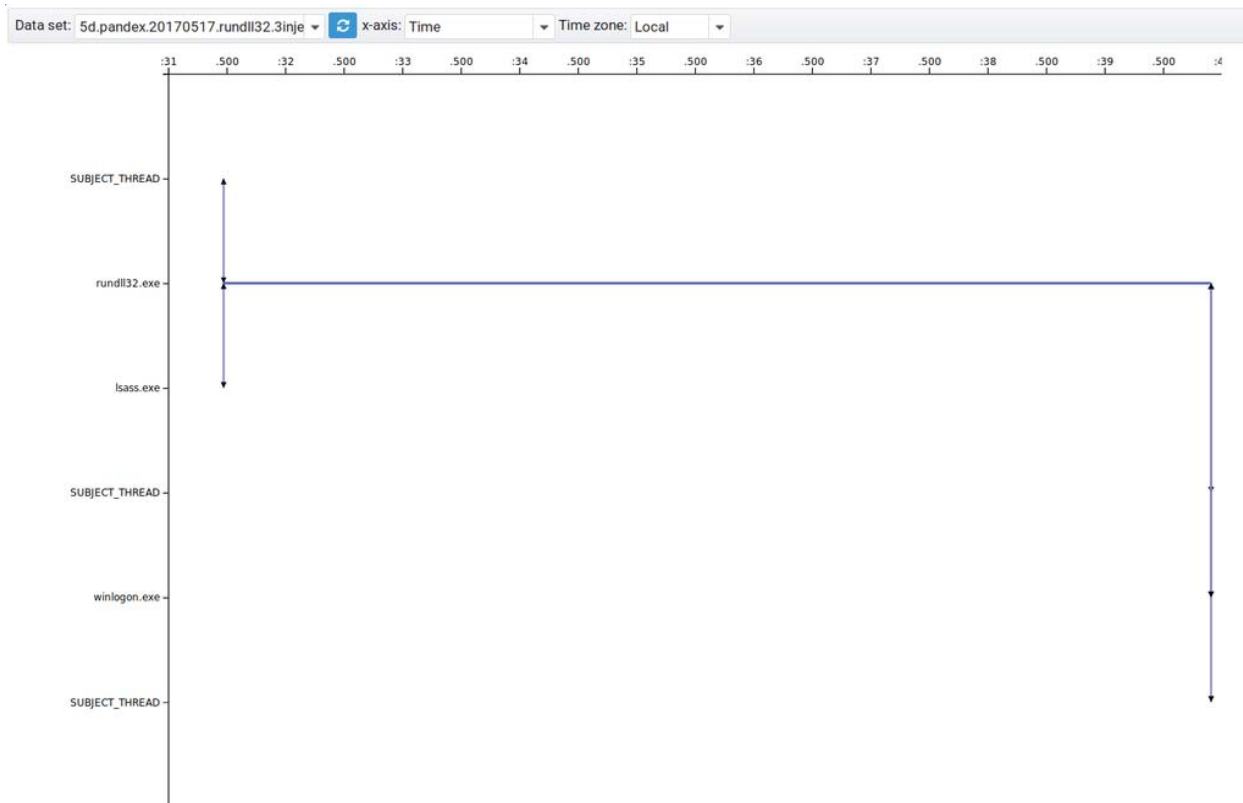 Data set: 5d.pandex.20170517.rundll32.3inje x-axis: Time Time zone: Local
:31 .500 :32 .500 :33 .500 :34 .500 :35 .500 :36 .500 :37 .500 :38 .500 :39 .500 :4
SUBJECT_THREAD
rundll32.exe
lsass.exe
SUBJECT_THREAD
winlogon.exe
SUBJECT_THREAD